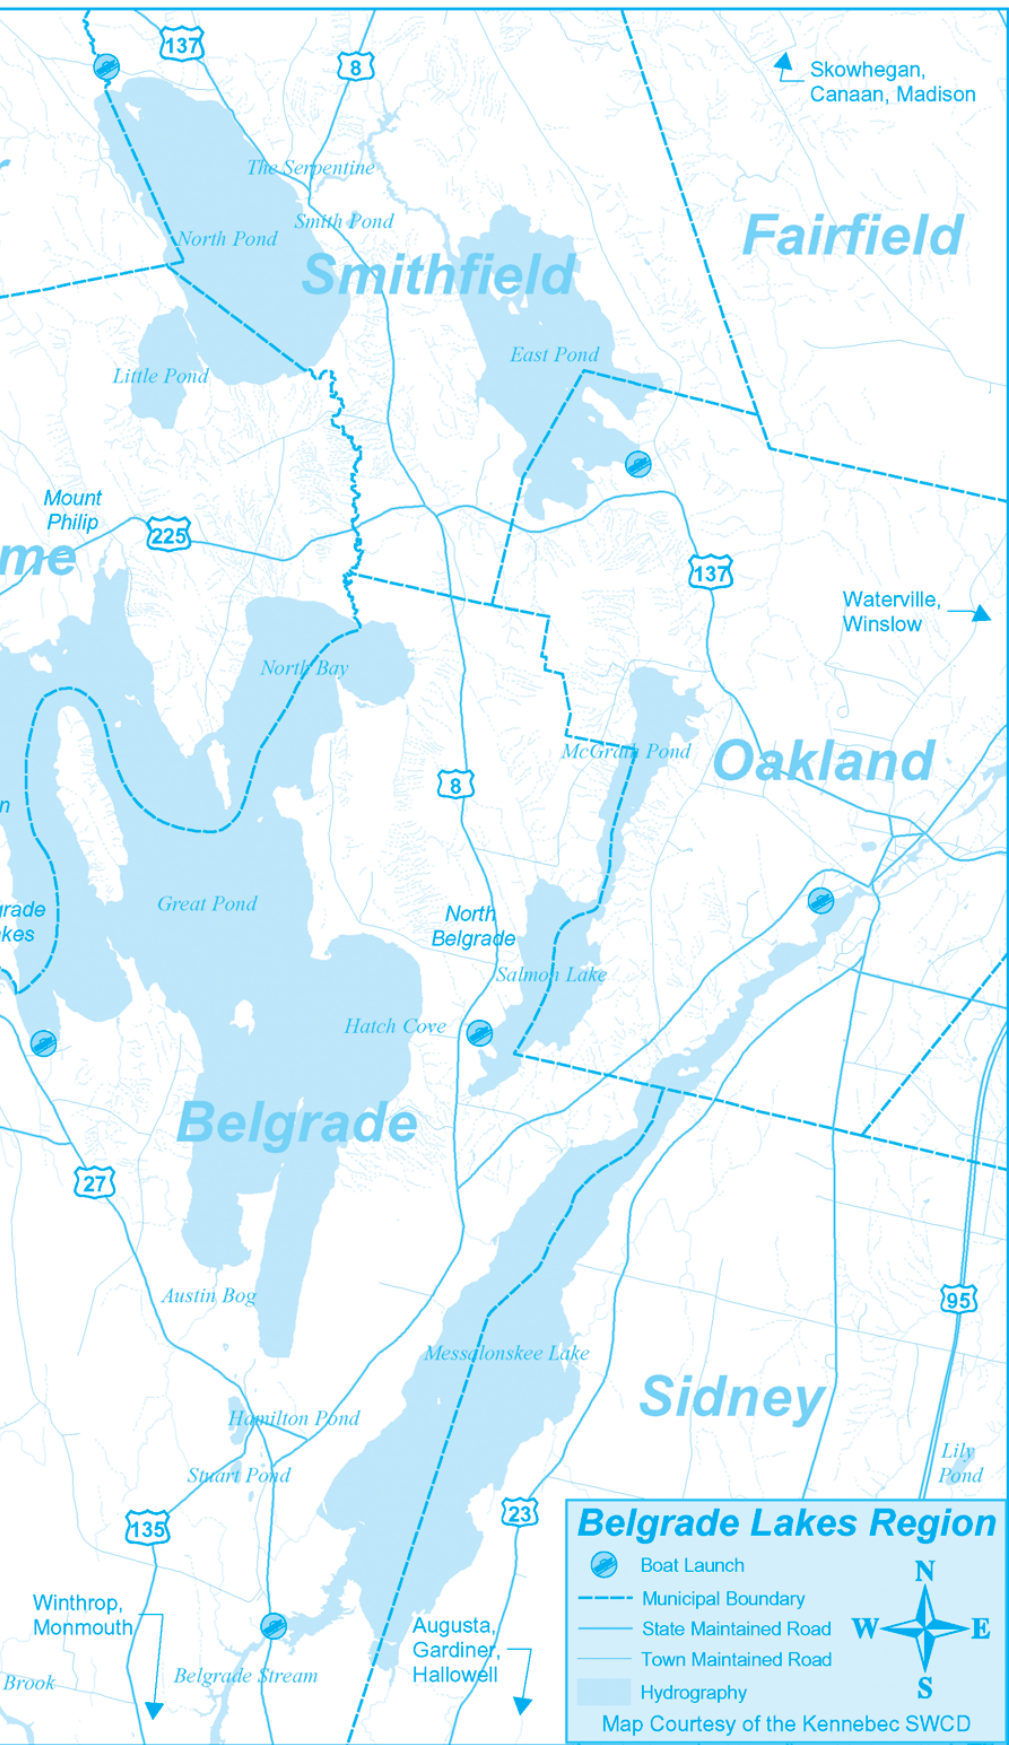 137
8
Skowhegan,
Canaan, Madison
The Serpentine
Smith Pond
North Pond
Fairfield
Smithfield
East Pond
Little Pond
Mount
Philip
225
me
137
Waterville,
Winslow
North Bay
McGrath Pond
Oakland
8
n
Great Pond
grade
kes
North
Belgrade
Salmon Lake
Hatch Cove
Belgrade
27
Austin Bog
95
Messalonskee Lake
Sidney
Hamilton Pond
Lily
Pond
Stuart Pond
135
23
Belgrade Lakes Region
Boat Launch
N
Municipal Boundary
State Maintained Road
W
E
Town Maintained Road
S
Hydrography
Map Courtesy of the Kennebec SWCD
Winthrop,
Monmouth
Augusta,
Gardiner,
Hallowell
Belgrade Stream
Brook